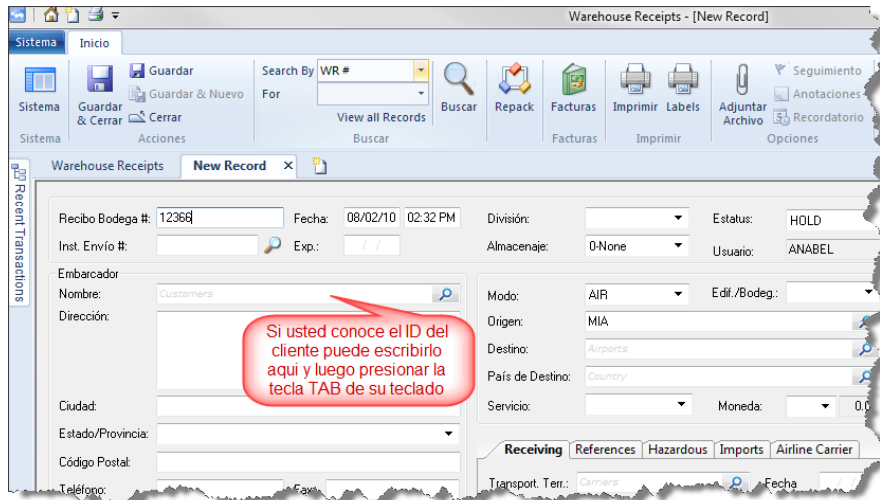 Warehouse Receipts - [New Record]
Sistema Inicio
Guardar Search By WR #
Guardar & Nuevo For
Sistema Guardar & Cerrar Cerrar View all Records Buscar Repack Facturas Imprimir Labels Adjuntar Archivo Seguimiento
Anotaciones
Recordatorio
Sistema Acciones Buscar Facturas Imprimir Opciones
Recent Transactions
Warehouse Receipts New Record X
Recibo Bodega #: 12366 Fecha: 08/02/10 02:32 PM División: Estatus: HOLD
Inst. Envío #: Exp.: / / Almacenaje: 0-None Usuario: ANABEL
Embarcador
Nombre: Customers Modo: AIR Edif./Bodeg.:
Dirección: Origen: MIA
Si usted conoce el ID del
cliente puede escribirlo
aqui y luego presionar la
tecla TAB de su teclado
Destino: Airports
País de Destino: Country
Ciudad: Servicio: Moneda: 0.0
Estado/Provincia:
Código Postal:
Receiving References Hazardous Imports Airline Carrier
Teléfono: Fax: Transport. Terr.: Carriers Fecha / /